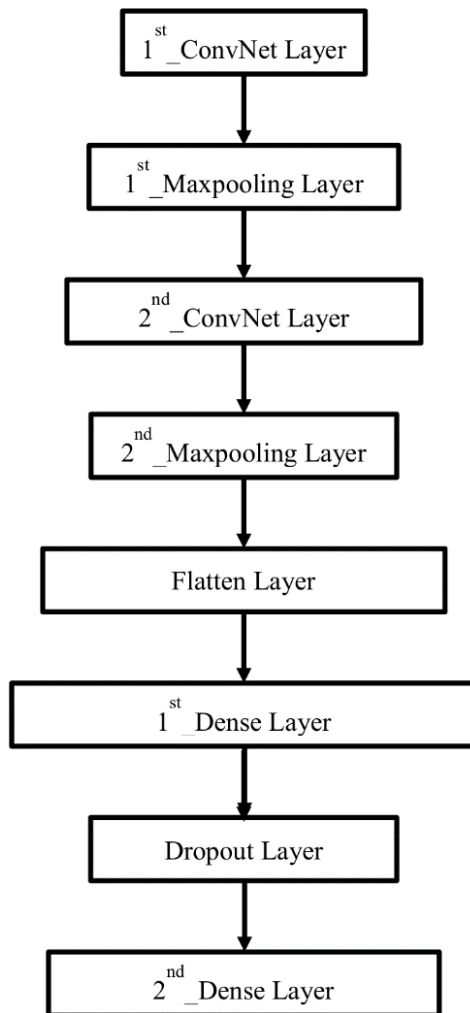 1st_ConvNet Layer
1st_Maxpooling Layer
2nd_ConvNet Layer
2nd_Maxpooling Layer
Flatten Layer
1st_Dense Layer
Dropout Layer
2nd_Dense Layer